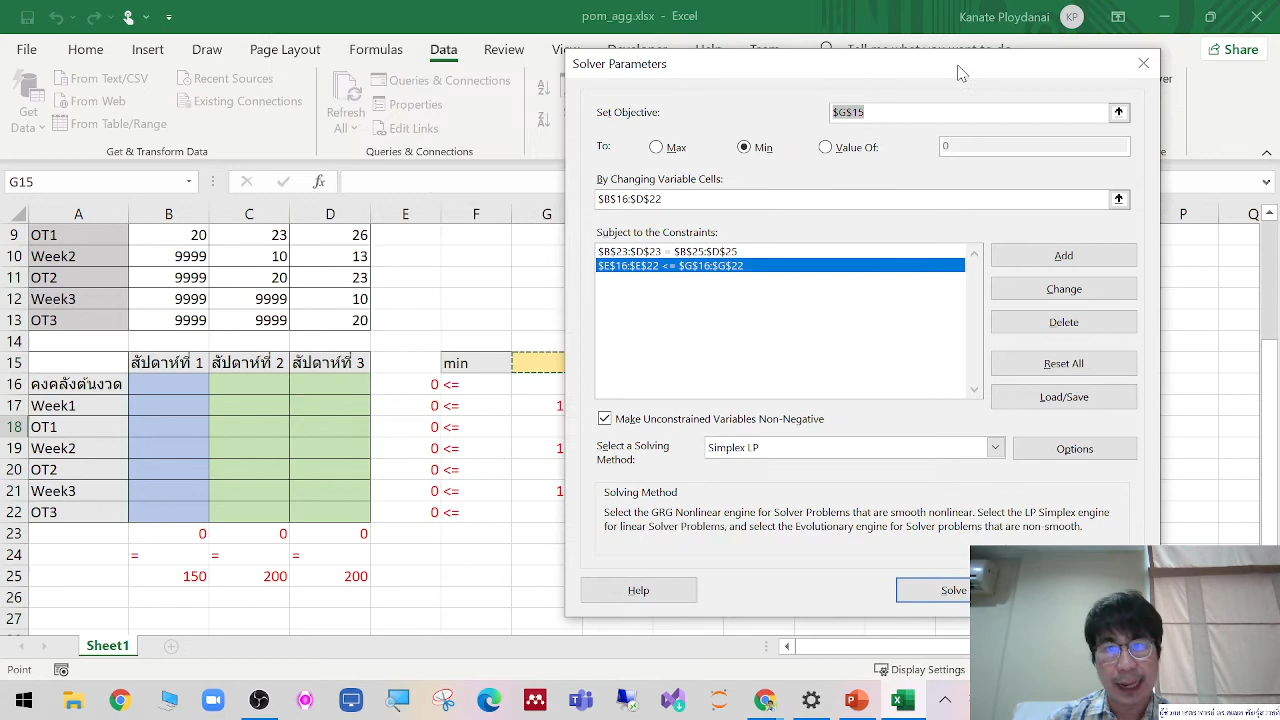 pom_agg.xlsx - Excel
Kanate Ploydanai KP
File Home Insert Draw Page Layout Formulas Data Review
Share
Get Data
From Text/CSV
From Web
From Table/Range
Recent Sources
Existing Connections
Get & Transform Data
Refresh All
Queries & Connections
Properties
Edit Links
Queries & Connections
G15
fx
A B C D E F G P Q
9 OT1 20 23 26
10 Week2 9999 10 13
11 OT2 9999 20 23
12 Week3 9999 9999 10
13 OT3 9999 9999 20
14
15 สัปดาห์ที่ 1 สัปดาห์ที่ 2 สัปดาห์ที่ 3 min
16 คงคลังต้นงวด 0 <=
17 Week1 0 <= 1
18 OT1 0 <=
19 Week2 0 <= 1
20 OT2 0 <=
21 Week3 0 <= 1
22 OT3 0 <=
23 0 0 0
24 = = =
25 150 200 200
26
27
Solver Parameters
Set Objective: $G$15
To: Max Min Value Of: 0
By Changing Variable Cells:
$B$16:$D$22
Subject to the Constraints:
$B$23:$D$23 = $B$25:$D$25
$E$16:$E$22 <= $G$16:$G$22
Add
Change
Delete
Reset All
Load/Save
Make Unconstrained Variables Non-Negative
Select a Solving Method: Simplex LP
Options
Solving Method
Select the GRG Nonlinear engine for Solver Problems that are smooth nonlinear. Select the LP Simplex engine
for linear Solver Problems, and select the Evolutionary engine for Solver problems that are non-smooth.
Help
Solve
Sheet1
Point
Display Settings